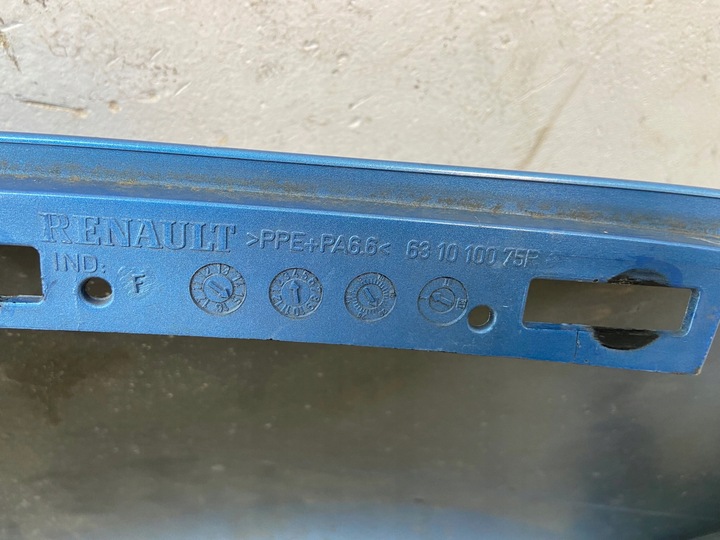 RENAULT >PPE+PA6.6< 63 10 100 75R
IND: F